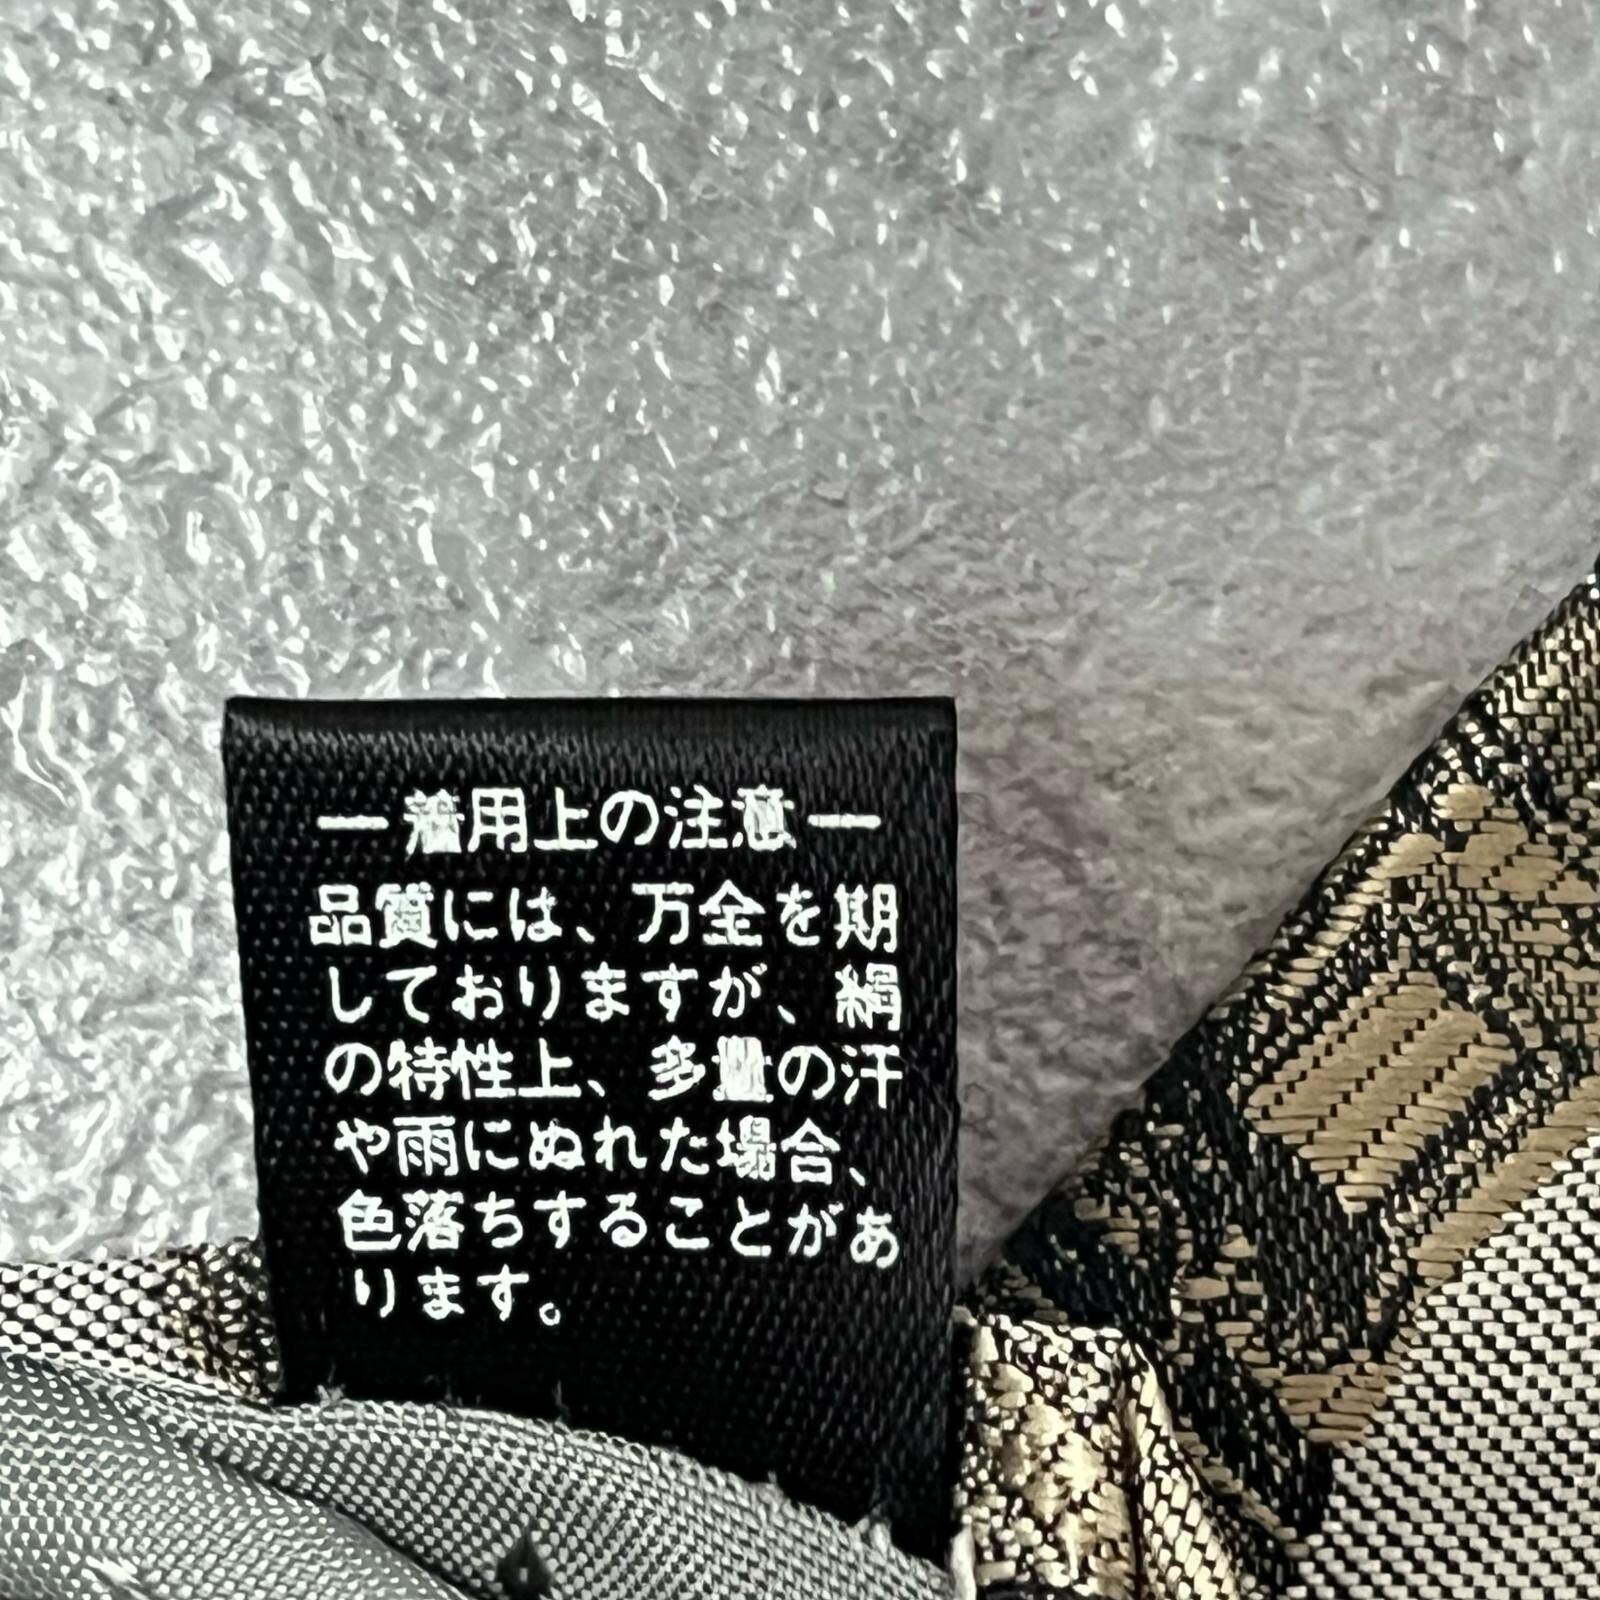 ―着用上の注意―
品質には、万全を期
しておりますが、絹
の特性上、多量の汗
や雨にぬれた場合、
色落ちすることがあ
ります。